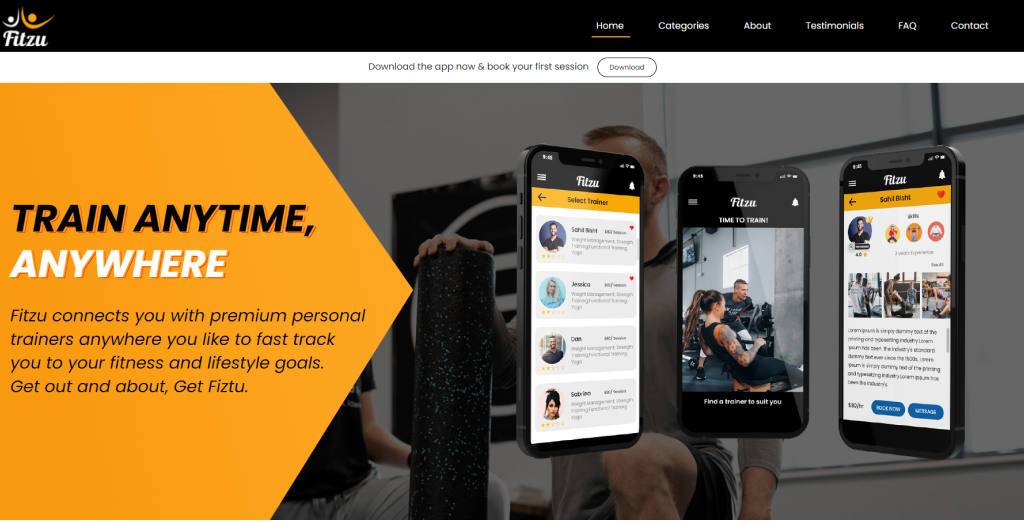 Fitzu
Home
Categories
About
Testimonials
FAQ
Contact
Download the app now & book your first session
Download
TRAIN ANYTIME,
ANYWHERE
Fitzu connects you with premium personal
trainers anywhere you like to fast track
you to your fitness and lifestyle goals.
Get out and about, Get Fiztu.
9:45
Fitzu
Select Trainer
Sahil Bisht
$80/ Session
Weight Management, Strength
Training,Functional Training,
Yoga
Jessica
$80/ Session
Weight Management, Strength
Training,Functional Training,
Yoga
Dan
$80/ Session
Weight Management, Strength
Training,Functional Training,
Yoga
Sabrina
$80/ Session
Weight Management, Strength
Training,Functional Training,
Yoga
9:45
Fitzu
TIME TO TRAIN!
Find a trainer to suit you
9:45
Fitzu
Sahil Bisht
Skills
4.0
3 years Experience
See All
Lorem Ipsum is simply dummy text of the
printing and typesetting industry Lorem
Ipsum has been the industry's standard
dummy text ever since the 1500s, Lorem
Ipsum is simply dummy text of the printing
and typesetting industry Lorem Ipsum has
been the industry's
$80/hr
BOOK NOW
MESSAGE